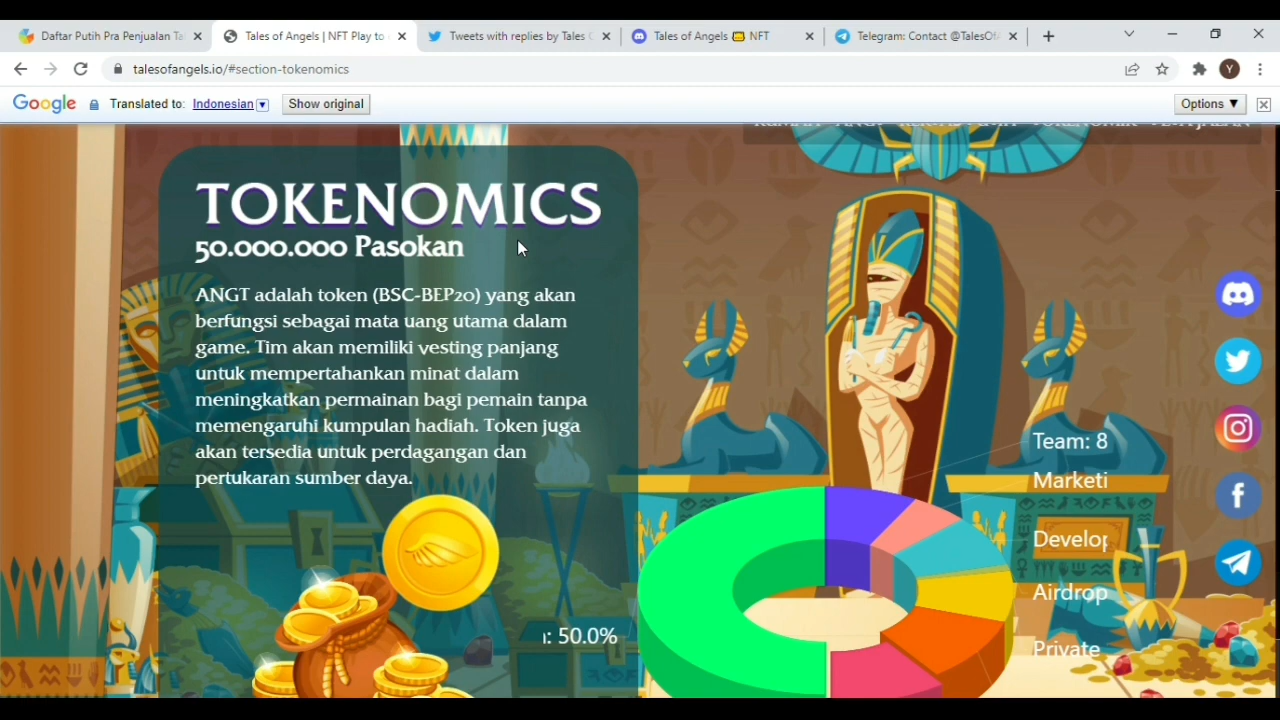 Daftar Putih Pra Penjualan Ta
Tales of Angels | NFT Play to
Tweets with replies by Tales
Tales of Angels NFT
Telegram: Contact @TalesOf
talesofangels.io/#section-tokenomics
Y
Google Translated to: Indonesian Show original
Options ▼
TOKENOMICS
50.000.000 Pasokan
ANGT adalah token (BSC-BEP20) yang akan
berfungsi sebagai mata uang utama dalam
game. Tim akan memiliki vesting panjang
untuk mempertahankan minat dalam
meningkatkan permainan bagi pemain tanpa
memengaruhi kumpulan hadiah. Token juga
akan tersedia untuk perdagangan dan
pertukaran sumber daya.
: 50.0%
Team: 8
Marketi
Develop
Airdrop
Private